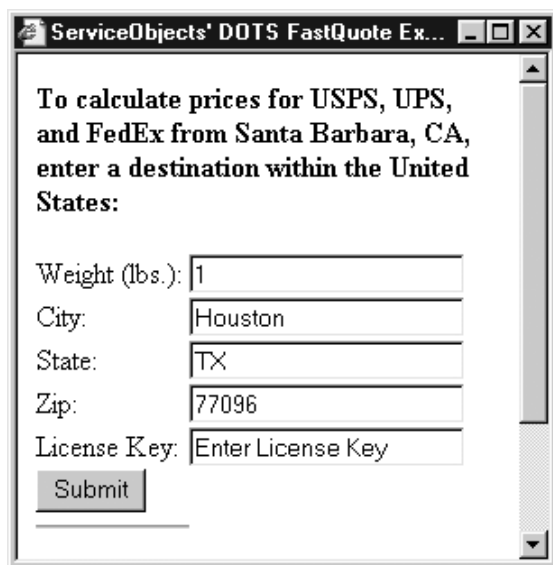 ServiceObjects' DOTS FastQuote Ex...
To calculate prices for USPS, UPS,
and FedEx from Santa Barbara, CA,
enter a destination within the United
States:
Weight (lbs.): 1
City: Houston
State: TX
Zip: 77096
License Key: Enter License Key
Submit